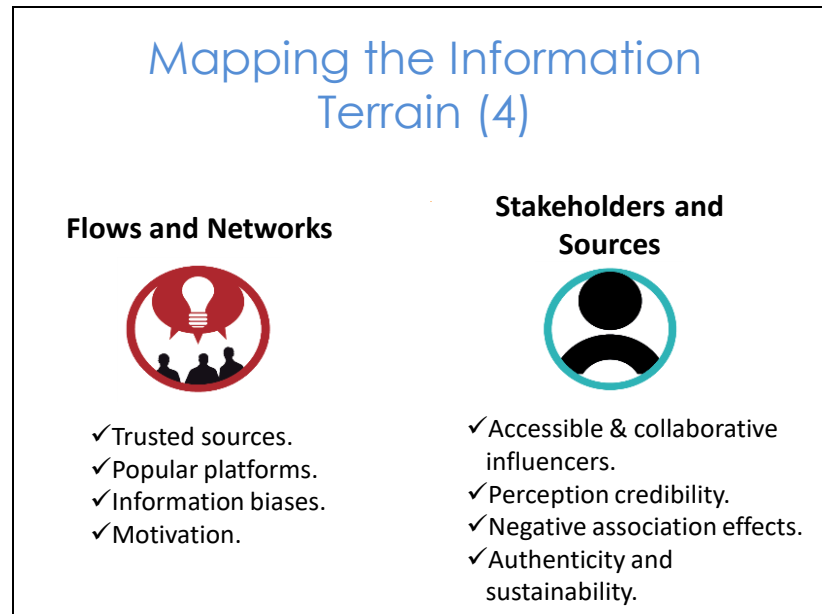 Mapping the Information
Terrain (4)
Flows and Networks
✓Trusted sources.
✓Popular platforms.
✓Information biases.
✓Motivation.
Stakeholders and
Sources
✓Accessible & collaborative
influencers.
✓Perception credibility.
✓Negative association effects.
✓Authenticity and
sustainability.